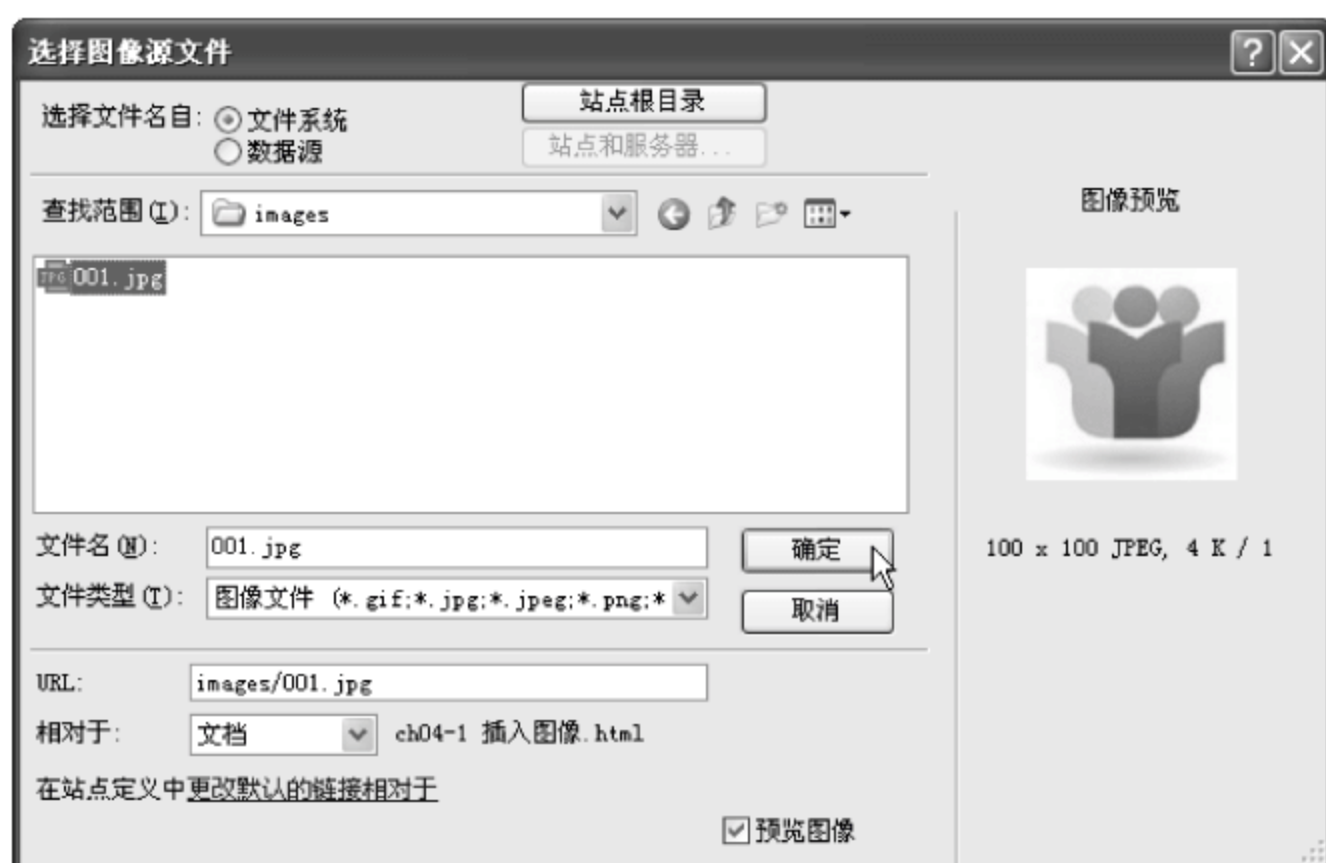 选择图像源文件
选择文件名自: 文件系统 站点根目录
数据源 站点和服务器...
查找范围(I): images
图像预览
001.jpg
文件名(N): 001.jpg 确定
100 x 100 JPEG, 4 K / 1
文件类型(T): 图像文件 (*.gif;*.jpg;*.jpeg;*.png;* 取消
URL: images/001.jpg
相对于: 文档 ch04-1 插入图像.html
在站点定义中更改默认的链接相对于
预览图像